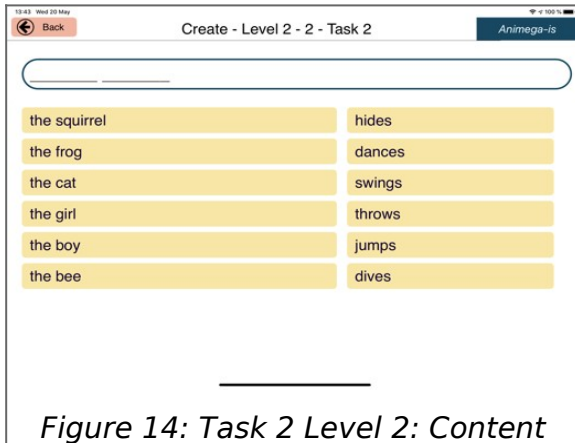 13:43 Wed 20 May
100 %
Back
Create - Level 2 - 2 - Task 2
Animega-is
the squirrel hides
the frog dances
the cat swings
the girl throws
the boy jumps
the bee dives
Figure 14: Task 2 Level 2: Content